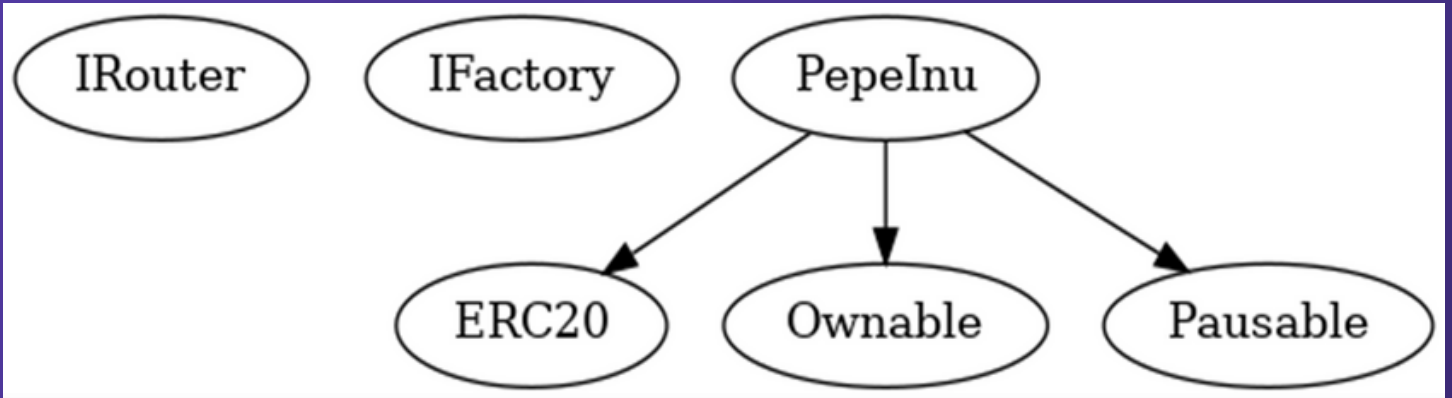 IRouter
IFactory
PepeInu
ERC20
Ownable
Pausable